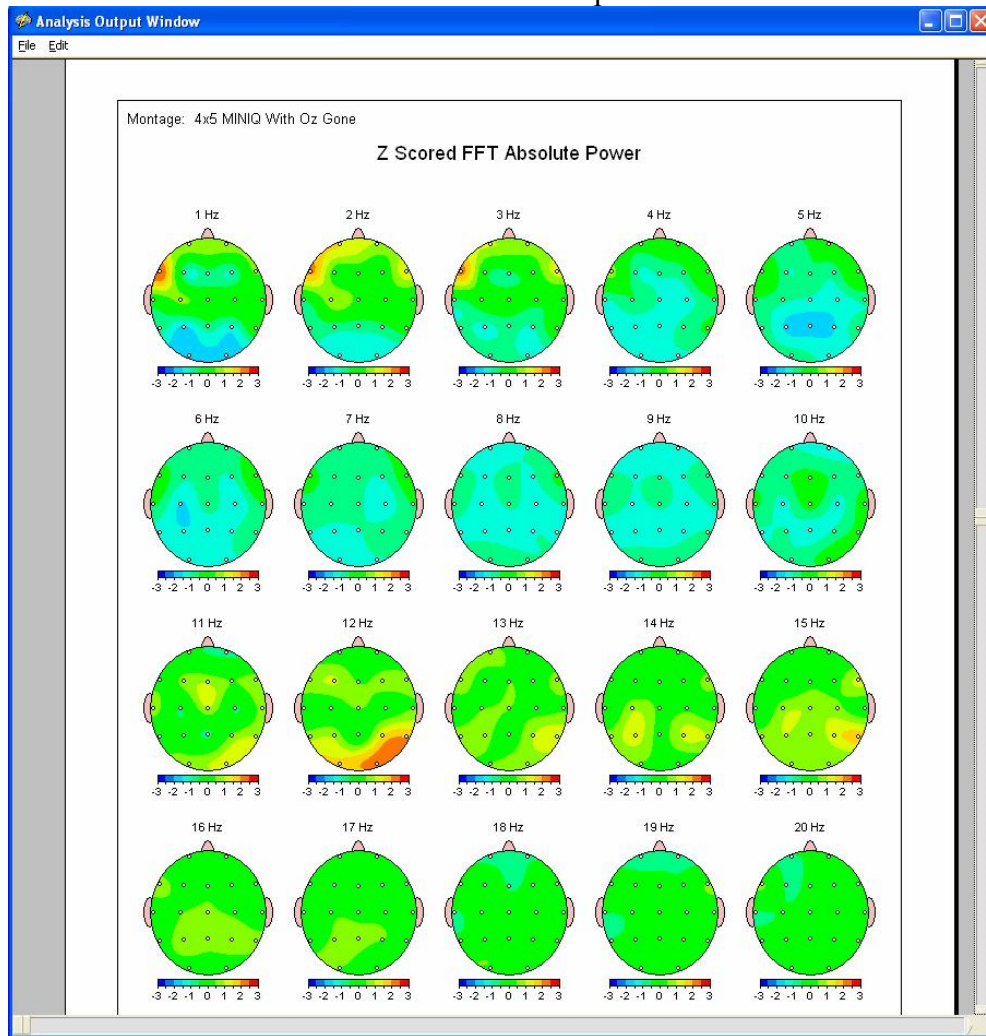 Analysis Output Window
File Edit
Montage: 4x5 MINIQ With Oz Gone
Z Scored FFT Absolute Power
1 Hz 2 Hz 3 Hz 4 Hz 5 Hz
-3 -2 -1 0 1 2 3 -3 -2 -1 0 1 2 3 -3 -2 -1 0 1 2 3 -3 -2 -1 0 1 2 3 -3 -2 -1 0 1 2 3
6 Hz 7 Hz 8 Hz 9 Hz 10 Hz
-3 -2 -1 0 1 2 3 -3 -2 -1 0 1 2 3 -3 -2 -1 0 1 2 3 -3 -2 -1 0 1 2 3 -3 -2 -1 0 1 2 3
11 Hz 12 Hz 13 Hz 14 Hz 15 Hz
-3 -2 -1 0 1 2 3 -3 -2 -1 0 1 2 3 -3 -2 -1 0 1 2 3 -3 -2 -1 0 1 2 3 -3 -2 -1 0 1 2 3
16 Hz 17 Hz 18 Hz 19 Hz 20 Hz
-3 -2 -1 0 1 2 3 -3 -2 -1 0 1 2 3 -3 -2 -1 0 1 2 3 -3 -2 -1 0 1 2 3 -3 -2 -1 0 1 2 3